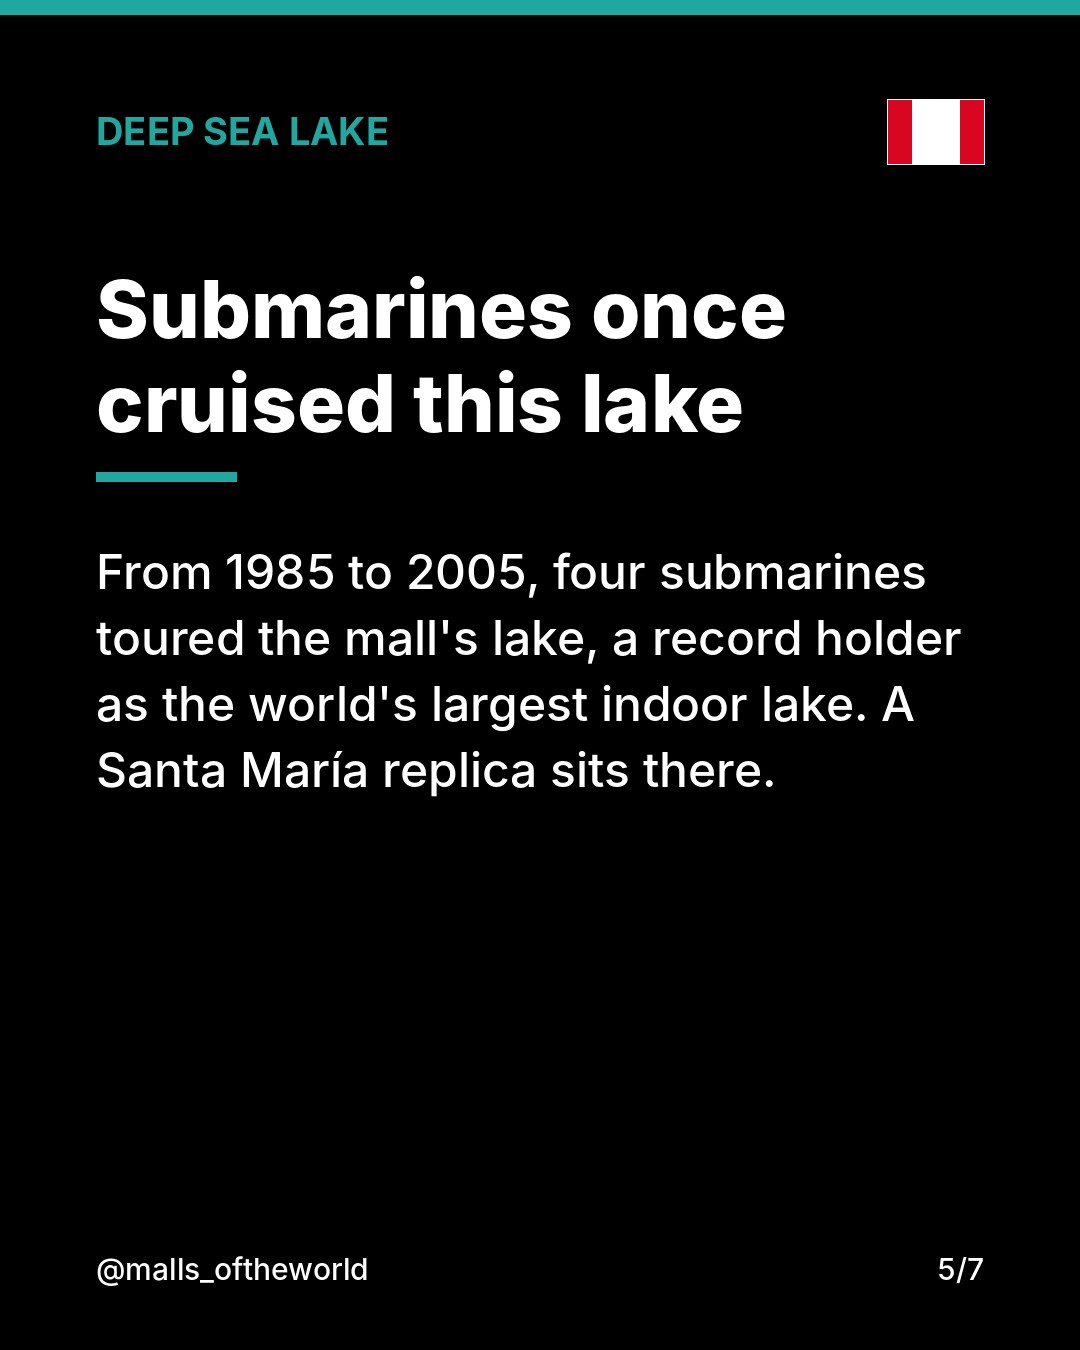 DEEP SEA LAKE
Submarines once
cruised this lake
From 1985 to 2005, four submarines
toured the mall's lake, a record holder
as the world's largest indoor lake. A
Santa María replica sits there.
@malls_oftheworld
5/7